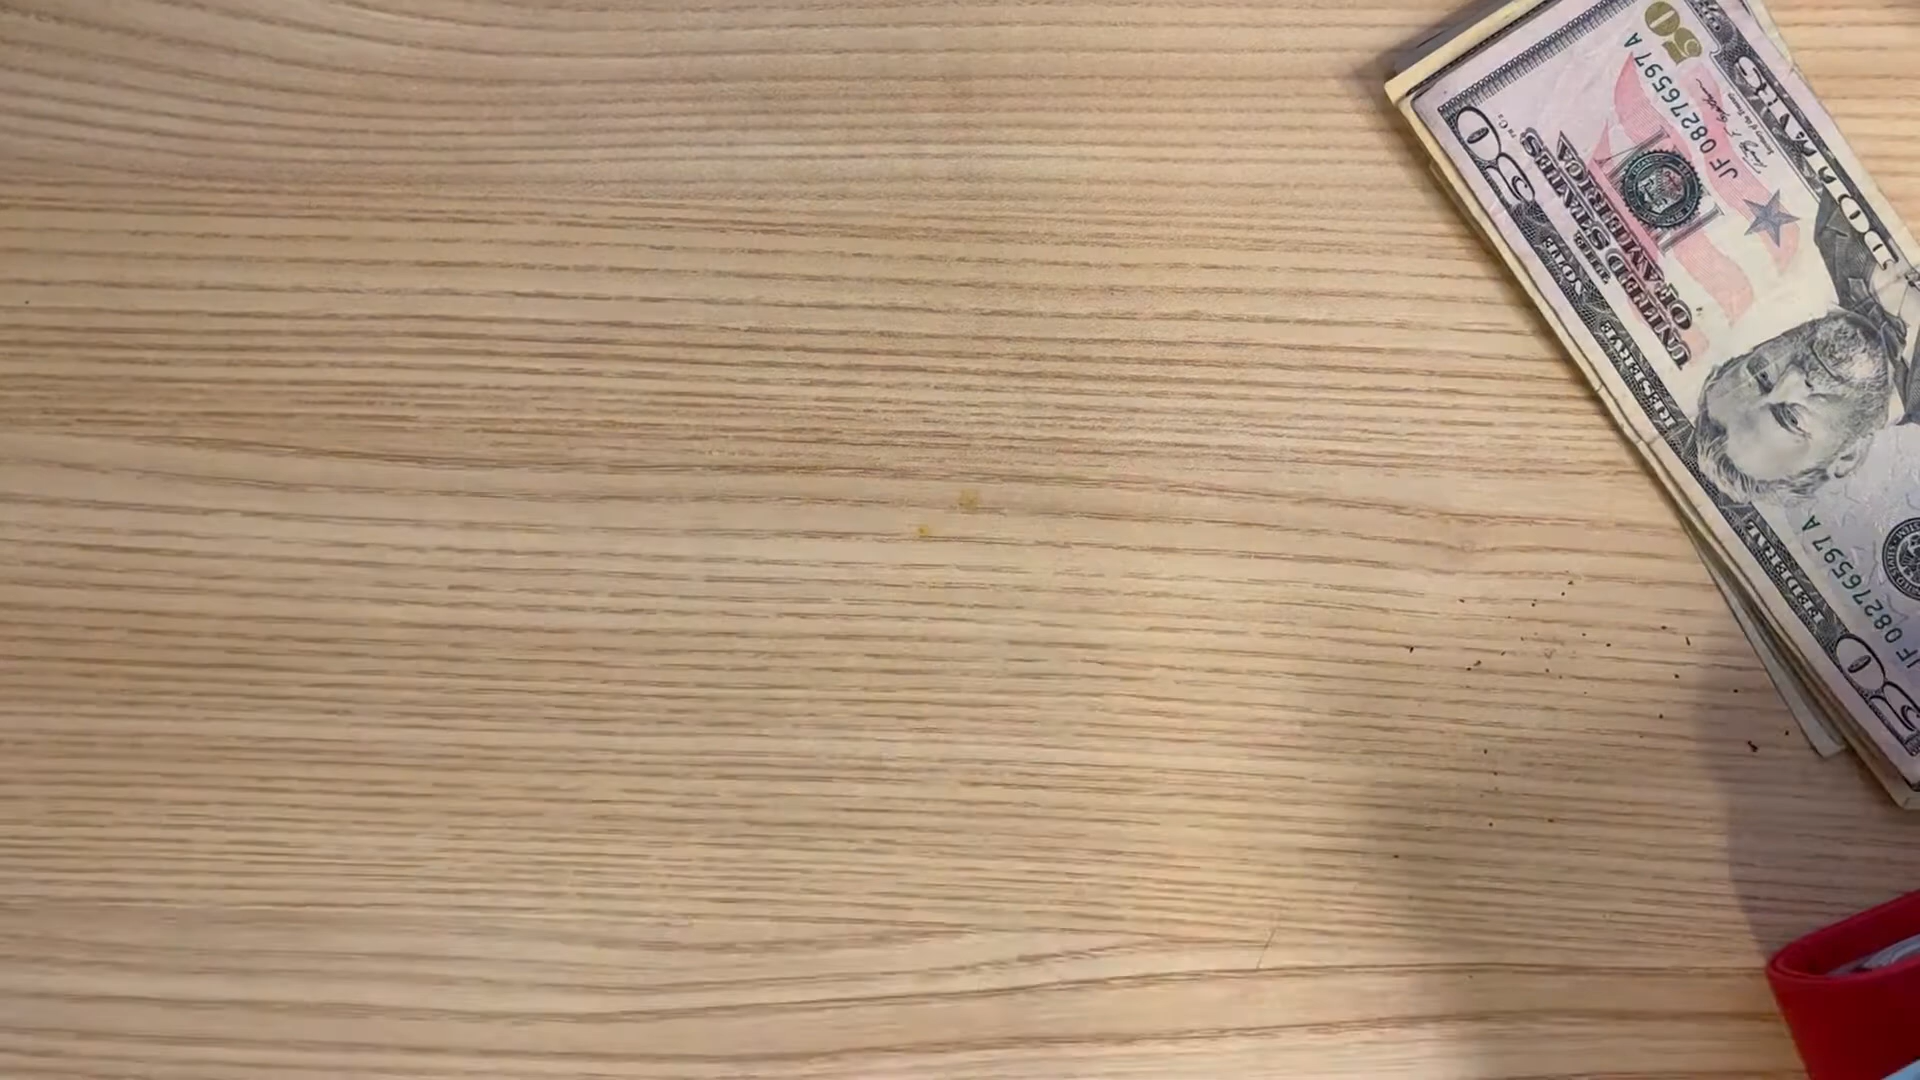 FEDERAL RESERVE NOTE
THE
UNITED STATES
OF AMERICA
JF 08276597 A
JF 08276597 A
50
50
50
DOLLARS